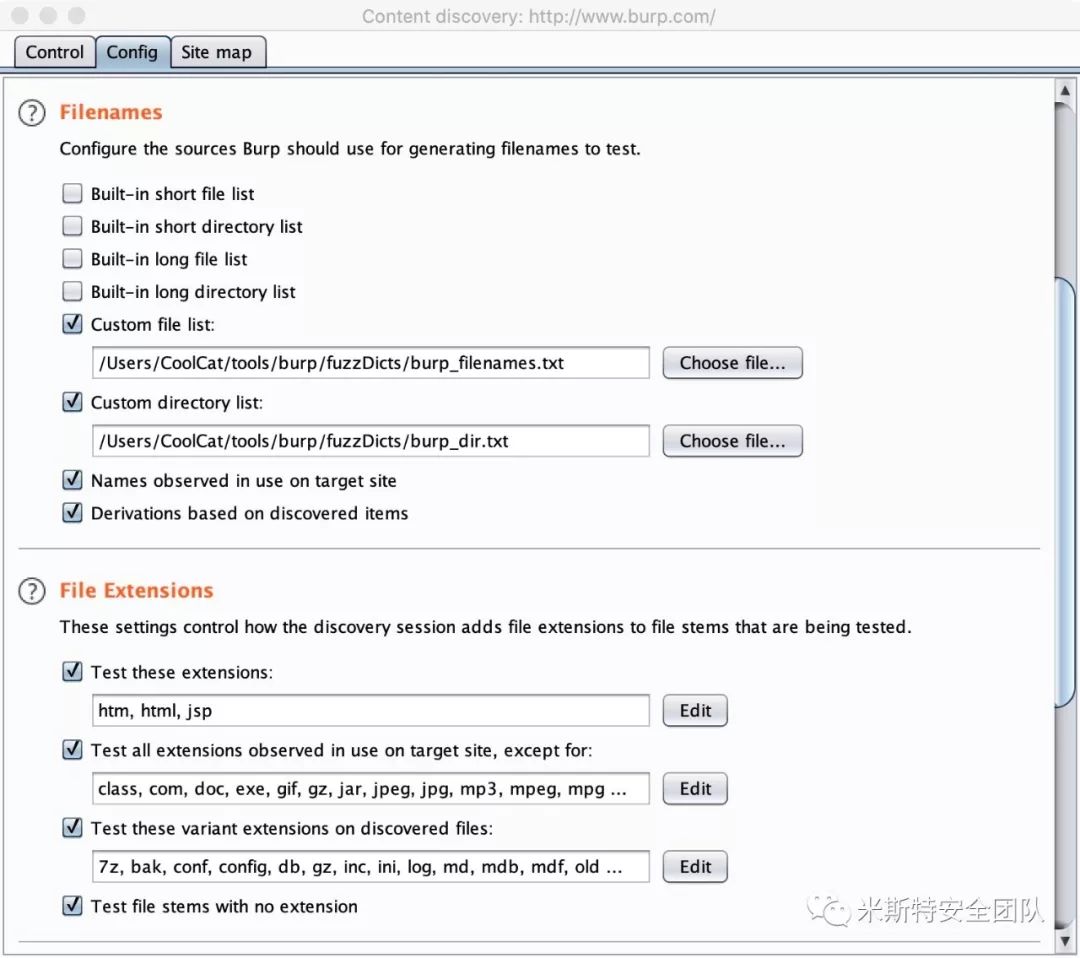 Content discovery: http://www.burp.com/
Control Config Site map
? Filenames
Configure the sources Burp should use for generating filenames to test.
Built-in short file list
Built-in short directory list
Built-in long file list
Built-in long directory list
Custom file list:
/Users/CoolCat/tools/burp/fuzzDicts/burp_filenames.txt Choose file...
Custom directory list:
/Users/CoolCat/tools/burp/fuzzDicts/burp_dir.txt Choose file...
Names observed in use on target site
Derivations based on discovered items
? File Extensions
These settings control how the discovery session adds file extensions to file stems that are being tested.
Test these extensions:
htm, html, jsp Edit
Test all extensions observed in use on target site, except for:
class, com, doc, exe, gif, gz, jar, jpeg, jpg, mp3, mpeg, mpg ... Edit
Test these variant extensions on discovered files:
7z, bak, conf, config, db, gz, inc, ini, log, md, mdb, mdf, old ... Edit
Test file stems with no extension
米斯特安全团队